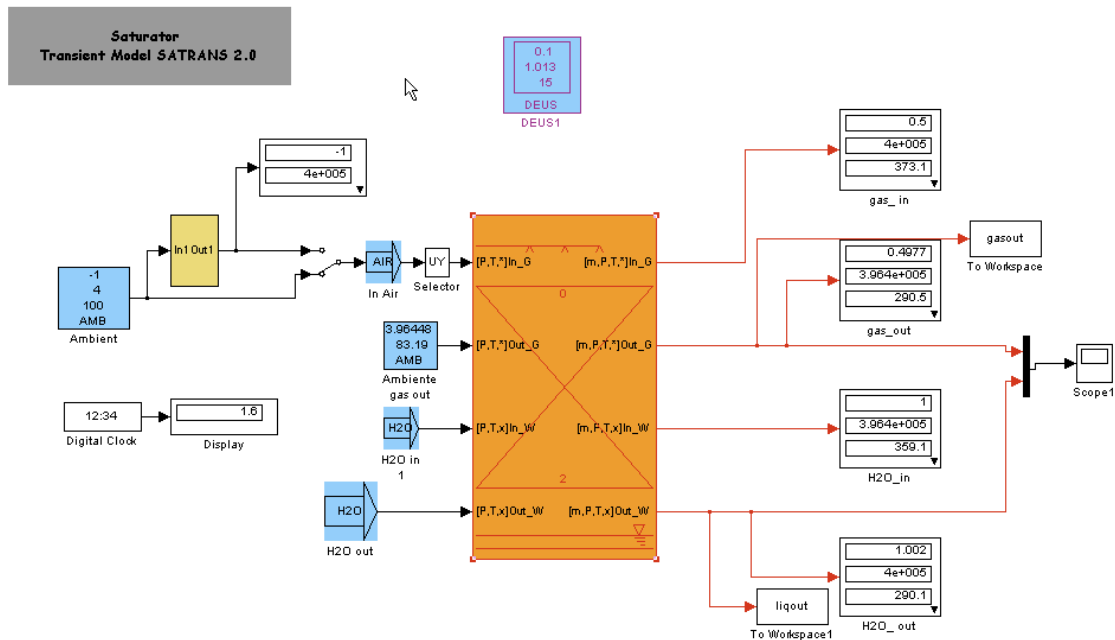 Saturator
Transient Model SATRANS 2.0
0.1
1.013
15
DEUS
DEUS1
-1
4e+005
In1 Out1
-1
4
100
AMB
Ambient
AIR
In Air
UY
Selector
3.96448
83.19
AMB
Ambiente
gas out
12:34
Digital Clock
1.6
Display
H2O
H2O in
1
H2O
H2O out
[P,T,*]In_G
[m,P,T,*]In_G
0
[P,T,*]Out_G
[m,P,T,*]Out_G
[P,T,x]In_W
[m,P,T,x]In_W
2
[P,T,x]Out_W
[m,P,T,x]Out_W
0.5
4e+005
373.1
gas_ in
gasout
To Workspace
0.4977
3.964e+005
290.5
gas_out
Scope1
1
3.964e+005
359.1
H2O_in
1.002
4e+005
290.1
H2O_ out
liqout
To Workspace1